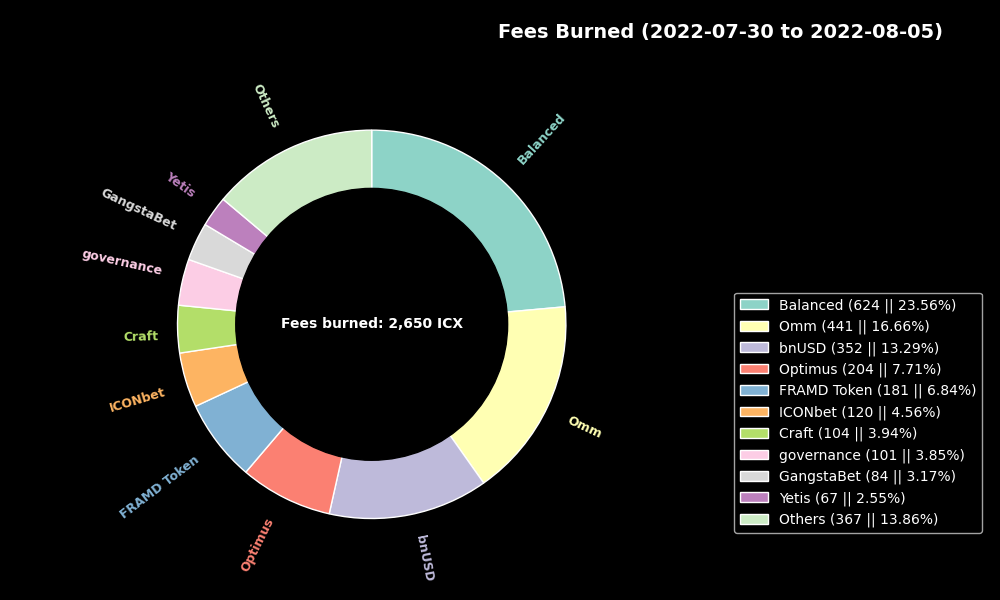 Fees Burned (2022-07-30 to 2022-08-05)
Others
Balanced
Yetis
GangstaBet
governance
Craft
ICONbet
FRAMD Token
Optimus
bnUSD
Omm
Fees burned: 2,650 ICX
Balanced (624 || 23.56%)
Omm (441 || 16.66%)
bnUSD (352 || 13.29%)
Optimus (204 || 7.71%)
FRAMD Token (181 || 6.84%)
ICONbet (120 || 4.56%)
Craft (104 || 3.94%)
governance (101 || 3.85%)
GangstaBet (84 || 3.17%)
Yetis (67 || 2.55%)
Others (367 || 13.86%)